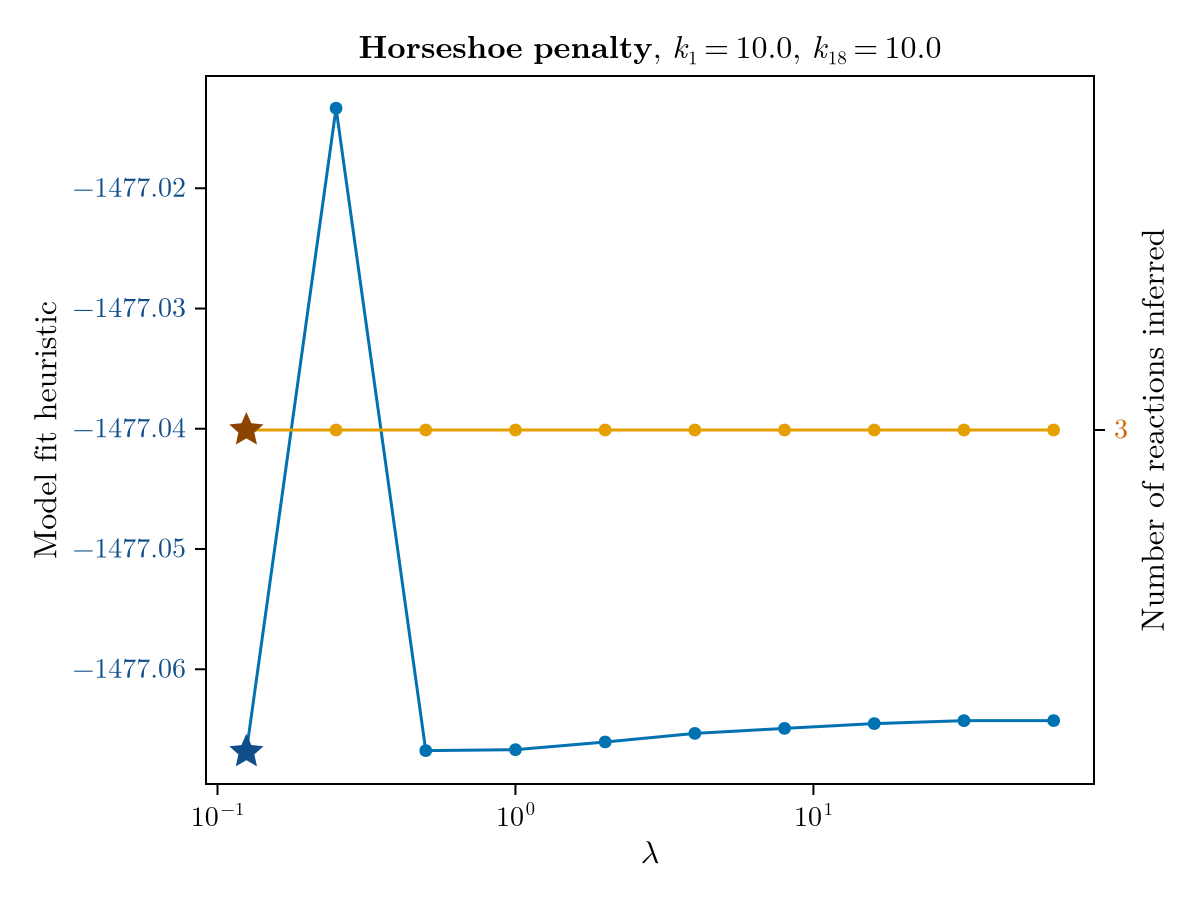 Horseshoe penalty, k₁ = 10.0, k₁₈ = 10.0
−1477.02
−1477.03
−1477.04
−1477.05
−1477.06
Model fit heuristic
3
Number of reactions inferred
10⁻¹
10⁰
10¹
λ